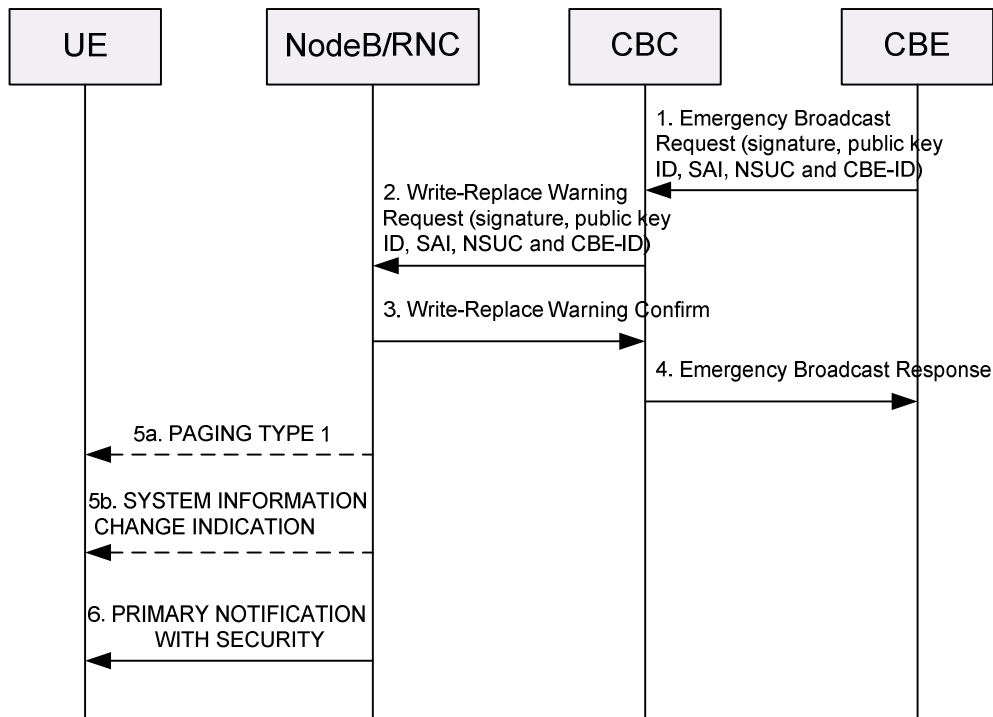 UE
NodeB/RNC
CBC
CBE
1. Emergency Broadcast
Request (signature, public key
ID, SAI, NSUC and CBE-ID)
2. Write-Replace Warning
Request (signature, public key
ID, SAI, NSUC and CBE-ID)
3. Write-Replace Warning Confirm
4. Emergency Broadcast Response
5a. PAGING TYPE 1
5b. SYSTEM INFORMATION
CHANGE INDICATION
6. PRIMARY NOTIFICATION
WITH SECURITY